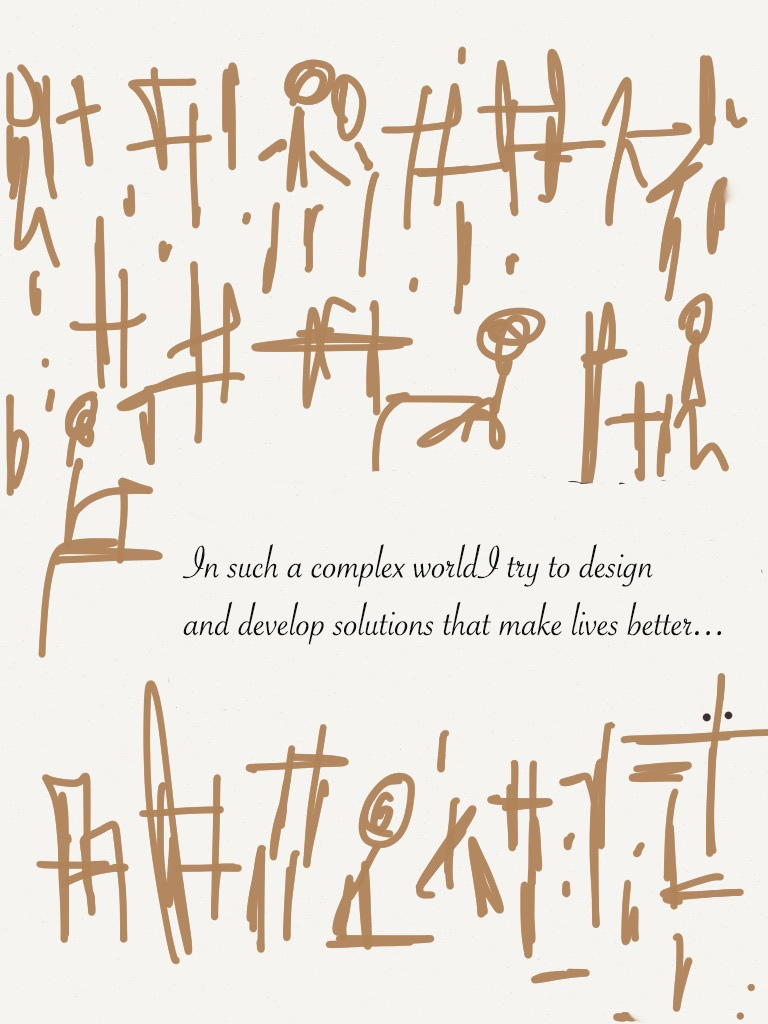 In such a complex worldI try to design
and develop solutions that make lives better...